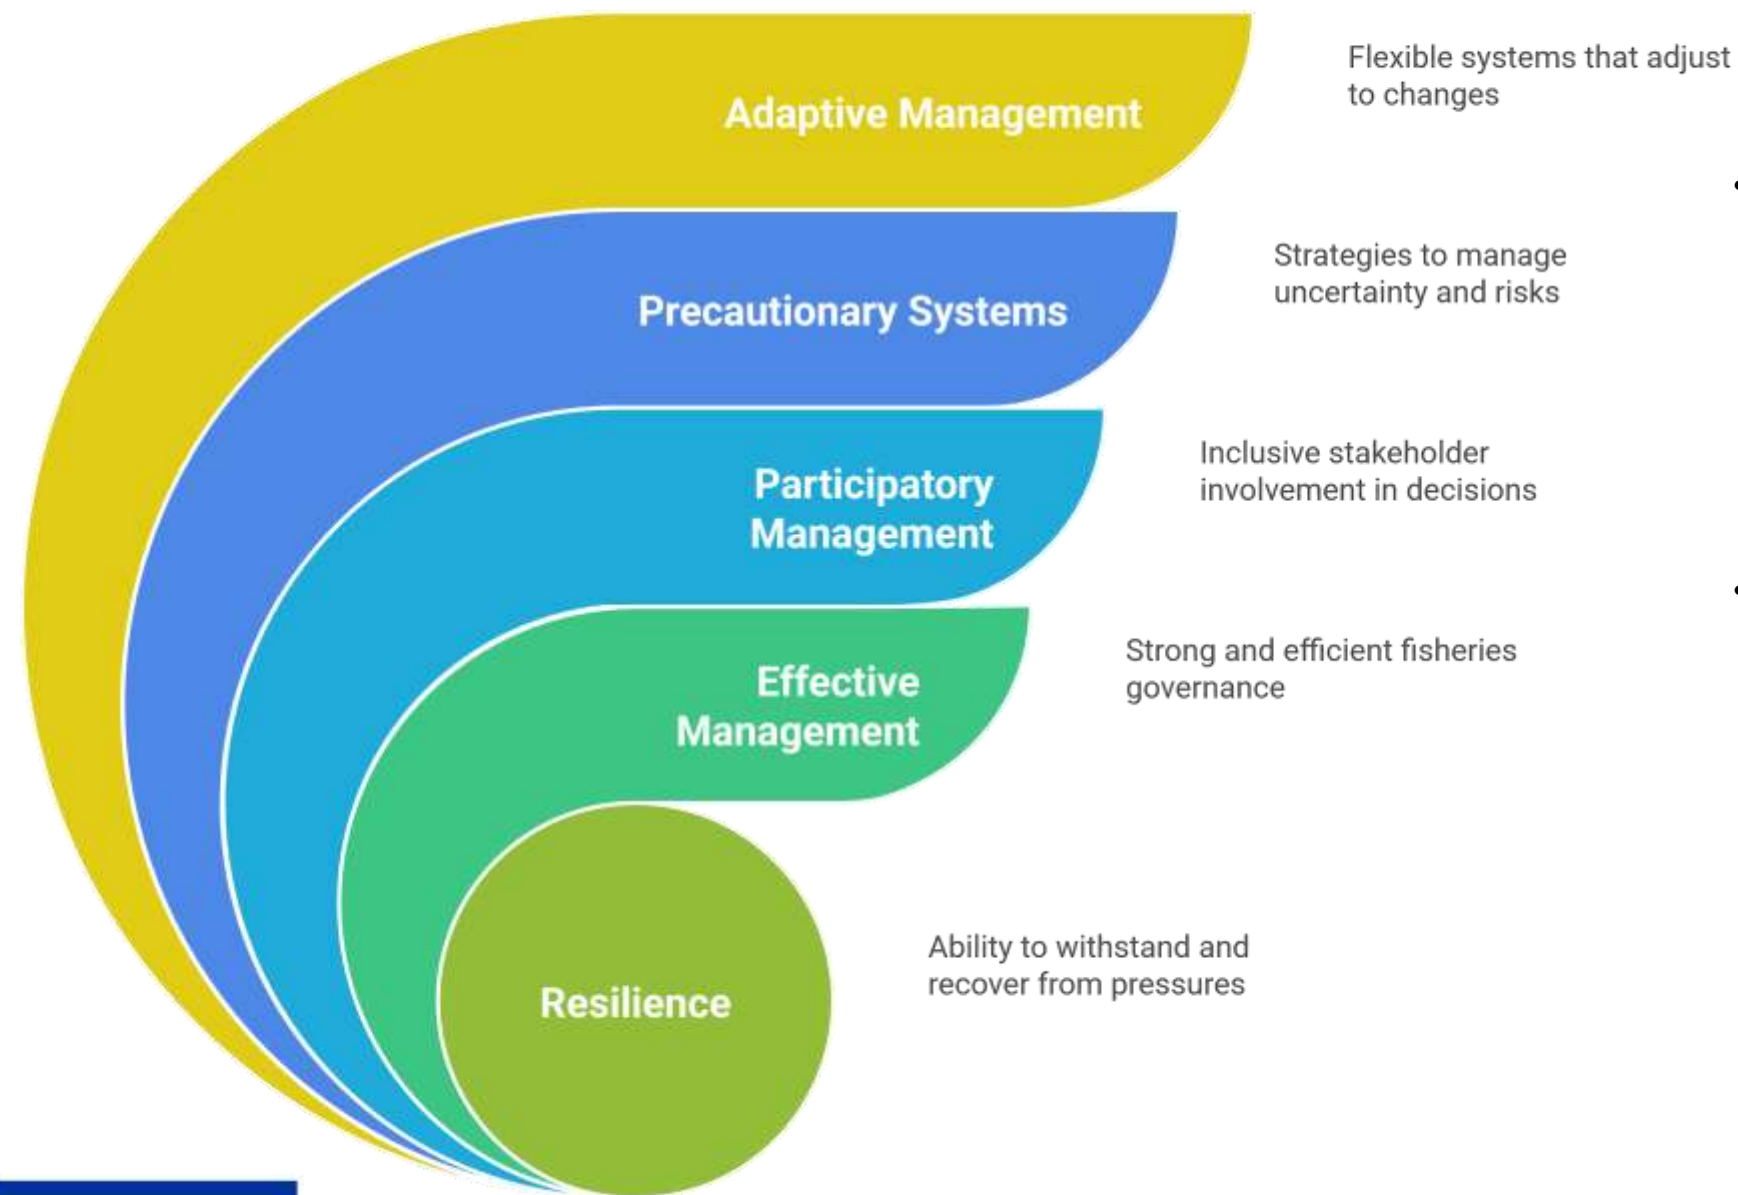 Adaptive Management
Flexible systems that adjust
to changes
Precautionary Systems
Strategies to manage
uncertainty and risks
Participatory
Management
Inclusive stakeholder
involvement in decisions
Effective
Management
Strong and efficient fisheries
governance
Resilience
Ability to withstand and
recover from pressures